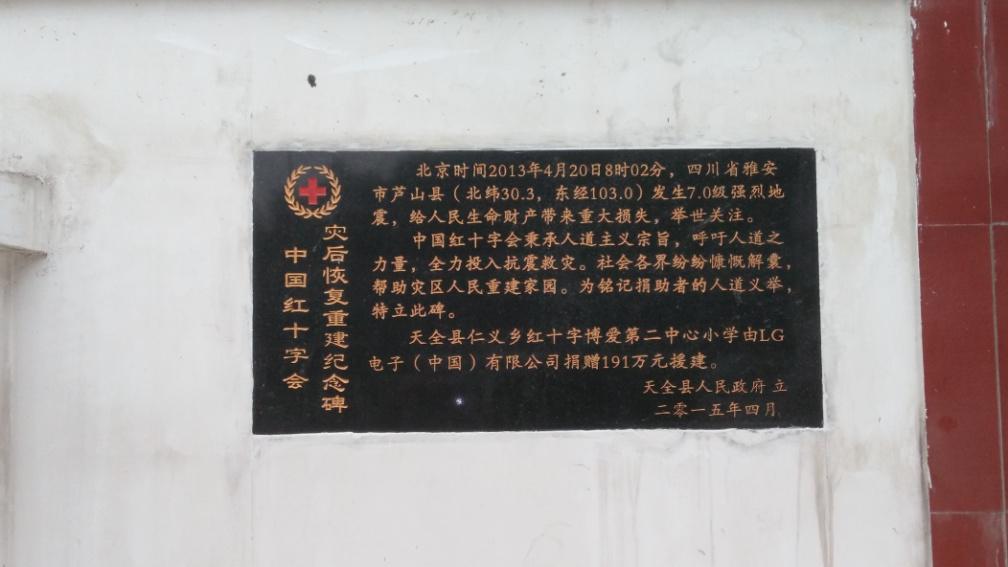 中国红十字会
灾后恢复重建纪念碑
北京时间2013年4月20日8时02分，四川省雅安
市芦山县（北纬30.3，东经103.0）发生7.0级强烈地
震，给人民生命财产带来重大损失，举世关注。
中国红十字会秉承人道主义宗旨，呼吁人道之
力量，全力投入抗震救灾。社会各界纷纷慷慨解囊，
帮助灾区人民重建家园。为铭记捐助者的人道义举，
特立此碑。
天全县仁义乡红十字博爱第二中心小学由LG
电子（中国）有限公司捐赠191万元援建。
天全县人民政府 立
二零一五年四月